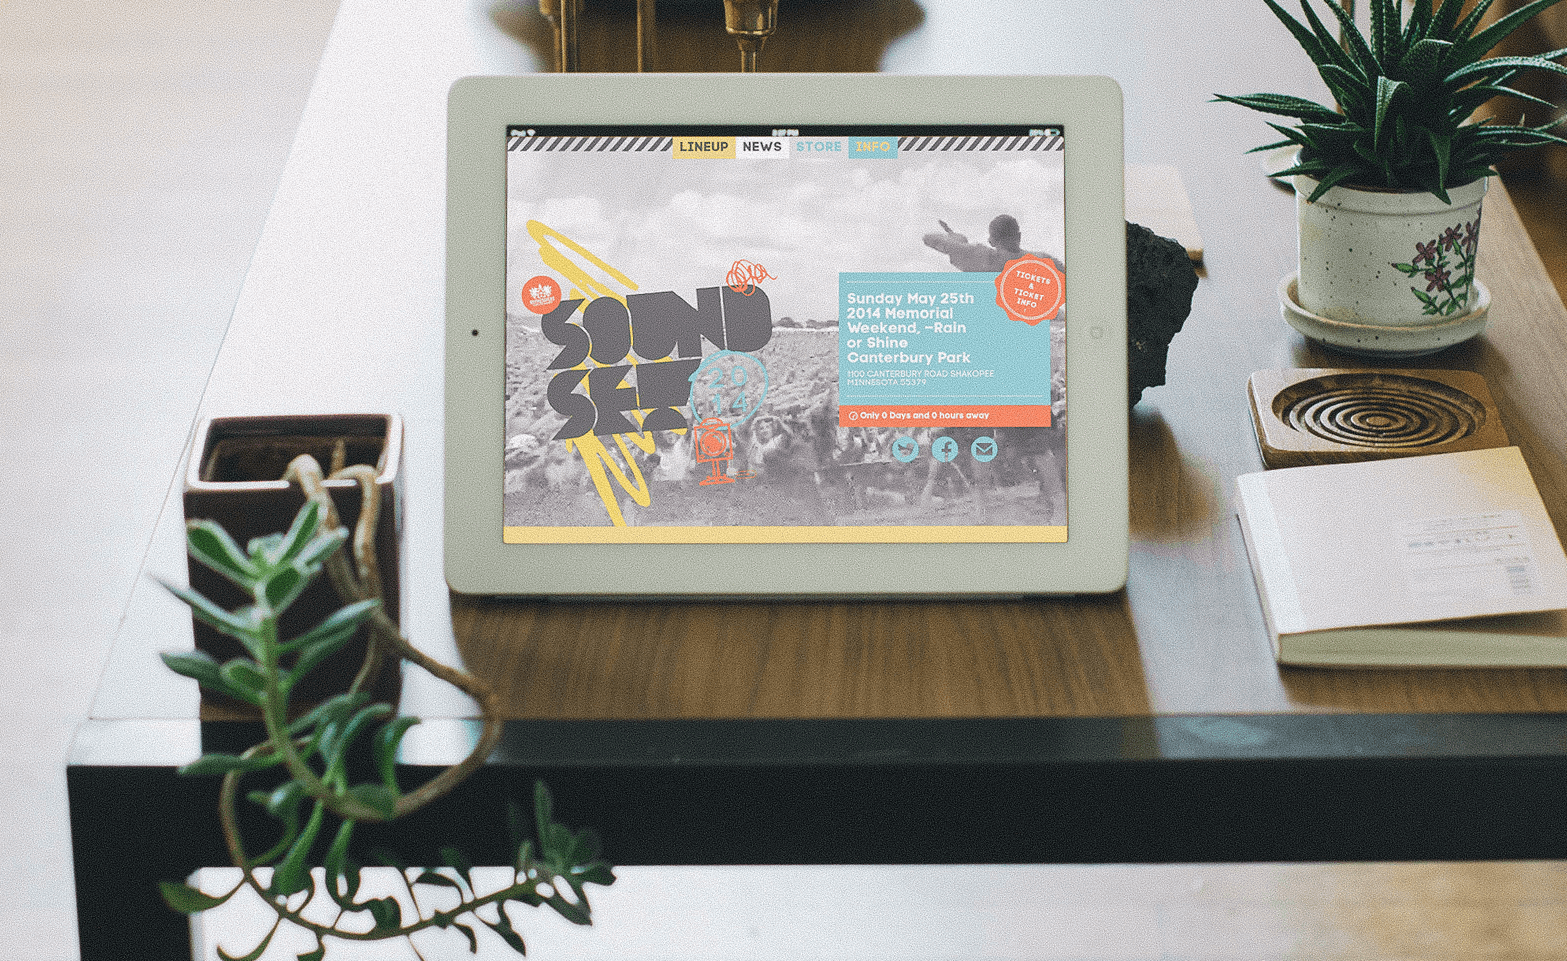 LINEUP NEWS STORE INFO
SOUND
SET
20
14
TICKETS
&
TICKET
INFO
Sunday May 25th
2014 Memorial
Weekend, –Rain
or Shine
Canterbury Park
1100 CANTERBURY ROAD SHAKOPEE
MINNESOTA 55379
Only 0 Days and 0 hours away